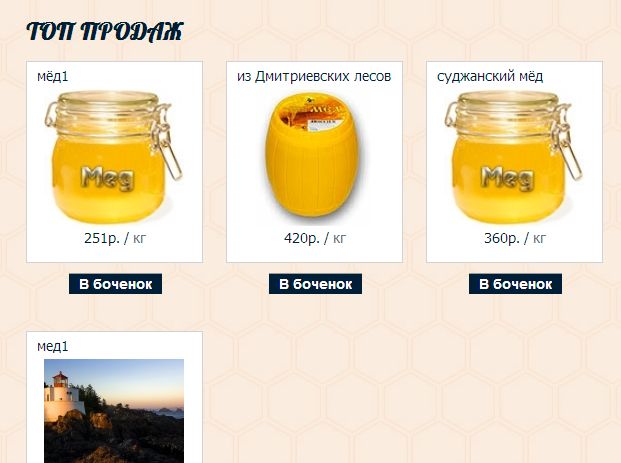 ТОП ПРОДАЖ
мёд1
из Дмитриевских лесов
суджанский мёд
Мед
Мед
251р. / кг
420р. / кг
360р. / кг
В боченок
В боченок
В боченок
мед1